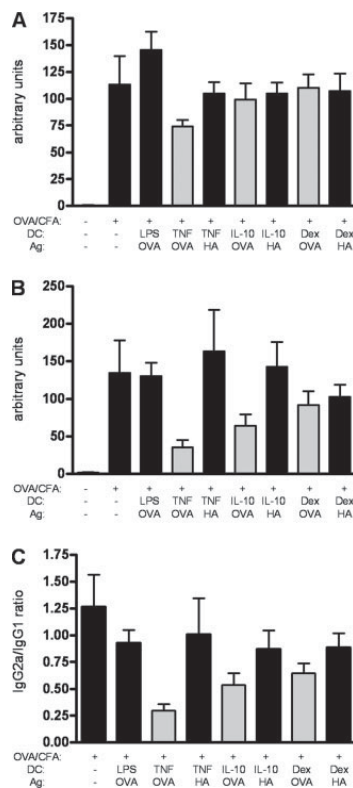 A
arbitrary units
175
150
125
100
75
50
25
0
OVA/CFA: - + + + + + + + +
DC: - - LPS TNF TNF IL-10 IL-10 Dex Dex
Ag: - - OVA OVA HA OVA HA OVA HA
B
arbitrary units
250
200
150
100
50
0
OVA/CFA: - + + + + + + + +
DC: - - LPS TNF TNF IL-10 IL-10 Dex Dex
Ag: - - OVA OVA HA OVA HA OVA HA
C
IgG2a/IgG1 ratio
1.75
1.50
1.25
1.00
0.75
0.50
0.25
0.00
OVA/CFA: + + + + + + + +
DC: - LPS TNF TNF IL-10 IL-10 Dex Dex
Ag: - OVA OVA HA OVA HA OVA HA